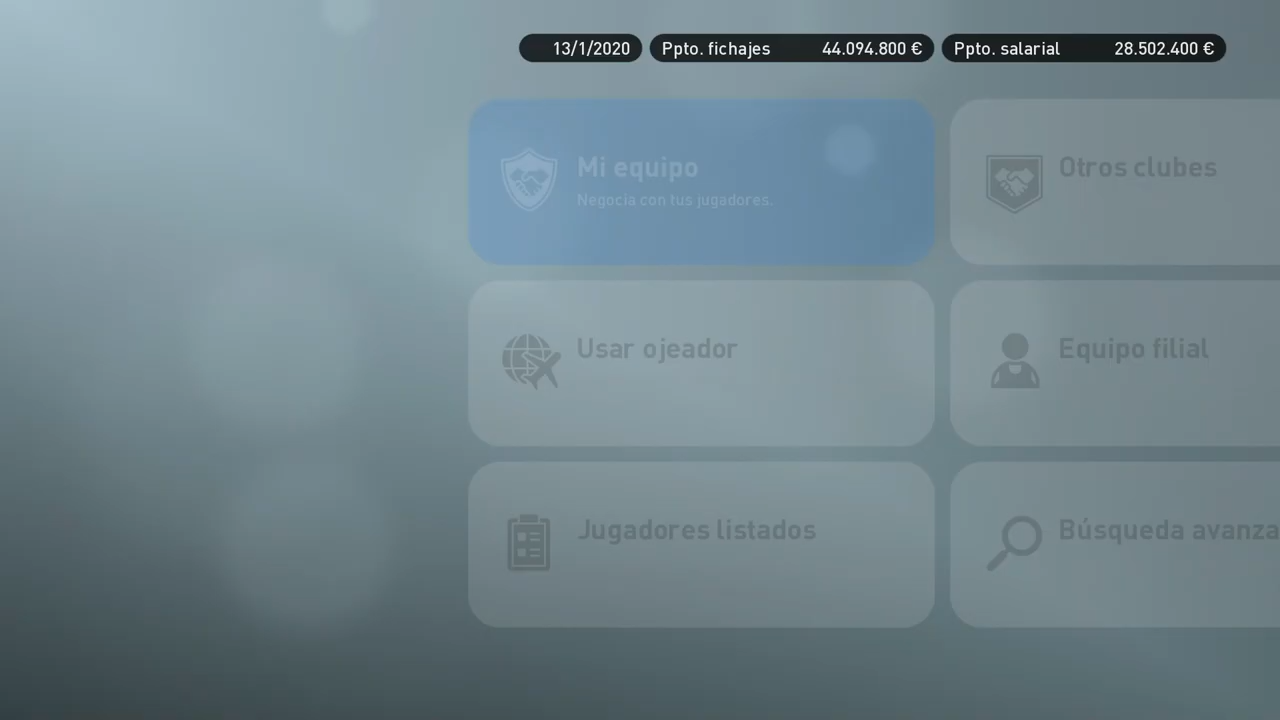 13/1/2020 Ppto. fichajes 44.094.800 € Ppto. salarial 28.502.400 €
Mi equipo
Negocia con tus jugadores.
Otros clubes
Usar ojeador
Equipo filial
Jugadores listados
Búsqueda avanza